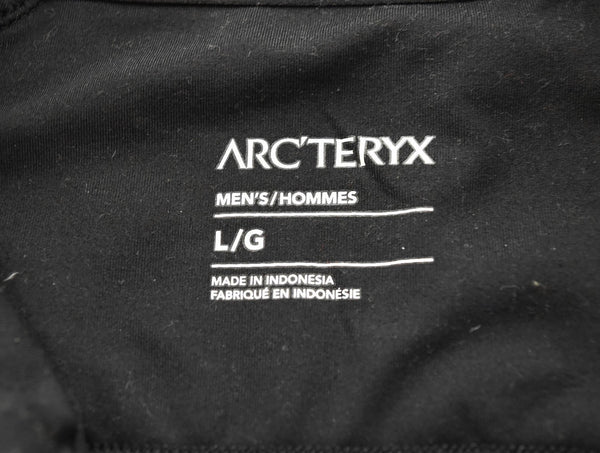 ARC'TERYX
MEN'S/HOMMES
L/G
MADE IN INDONESIA
FABRIQUÉ EN INDONÉSIE